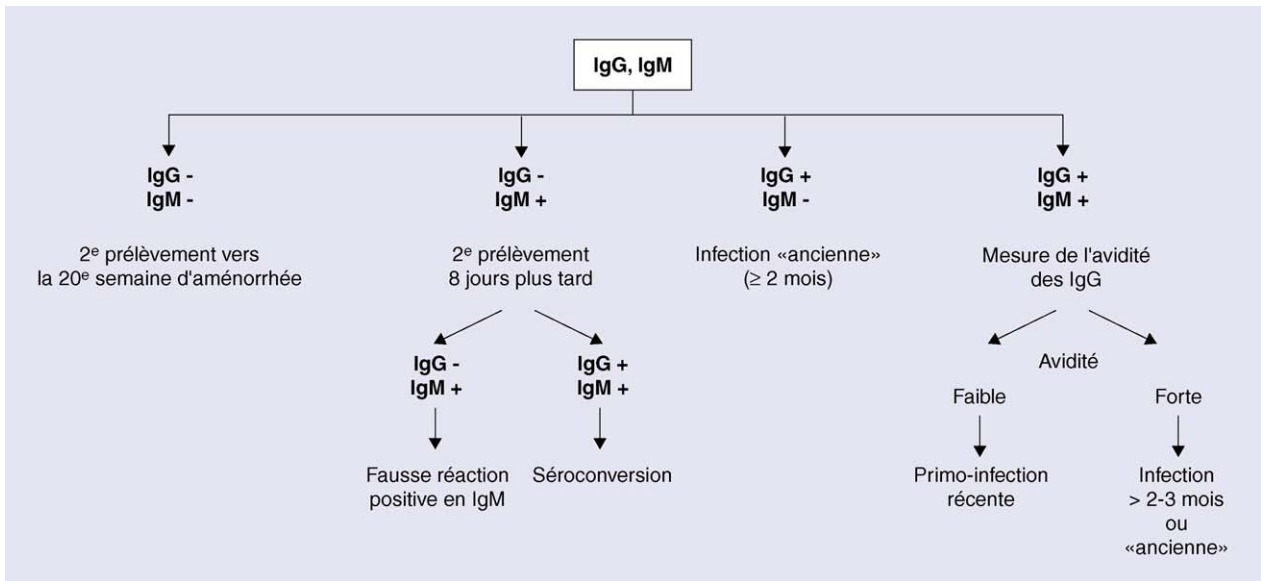 IgG, IgM
IgG -
IgM -
2e prélèvement vers
la 20e semaine d'aménorrhée
IgG -
IgM +
2e prélèvement
8 jours plus tard
IgG -
IgM +
Fausse réaction
positive en IgM
IgG +
IgM +
Séroconversion
IgG +
IgM -
Infection «ancienne»
(≥ 2 mois)
IgG +
IgM +
Mesure de l'avidité
des IgG
Avidité
Faible
Primo-infection
récente
Forte
Infection
> 2-3 mois
ou
«ancienne»